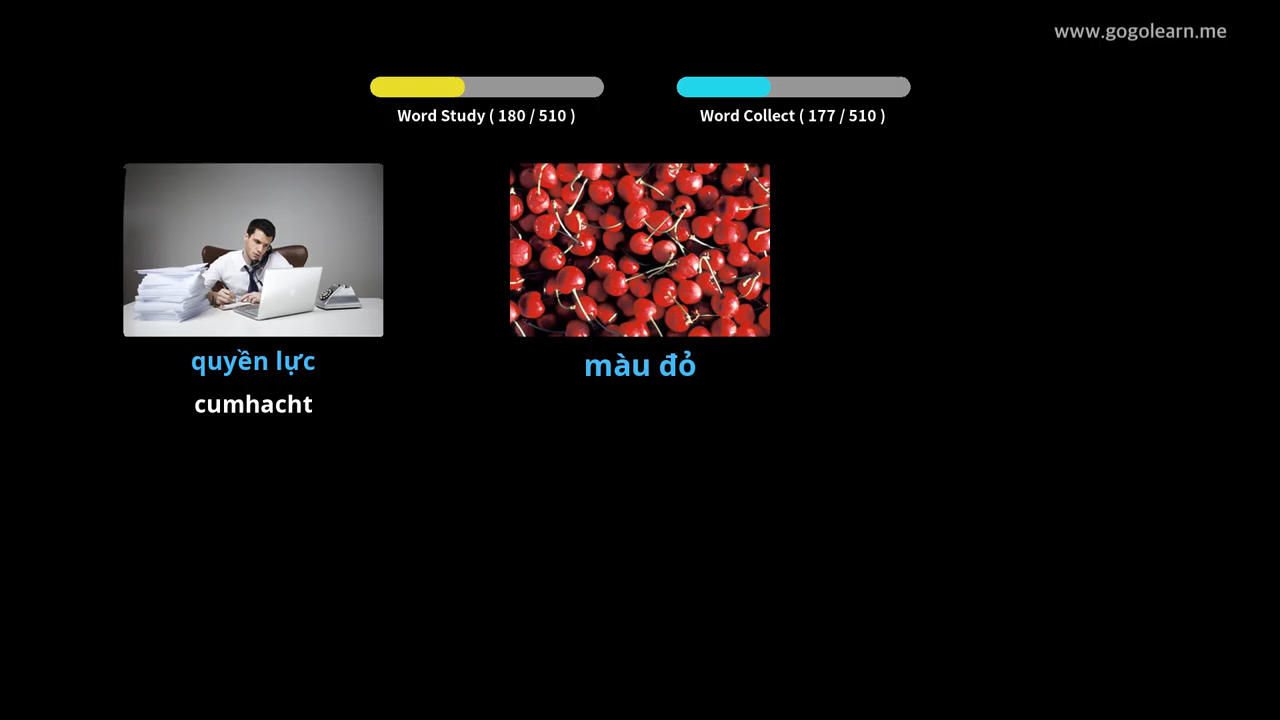 www.gogolearn.me
Word Study ( 180 / 510 )
Word Collect ( 177 / 510 )
quyền lực
cumhacht
màu đỏ